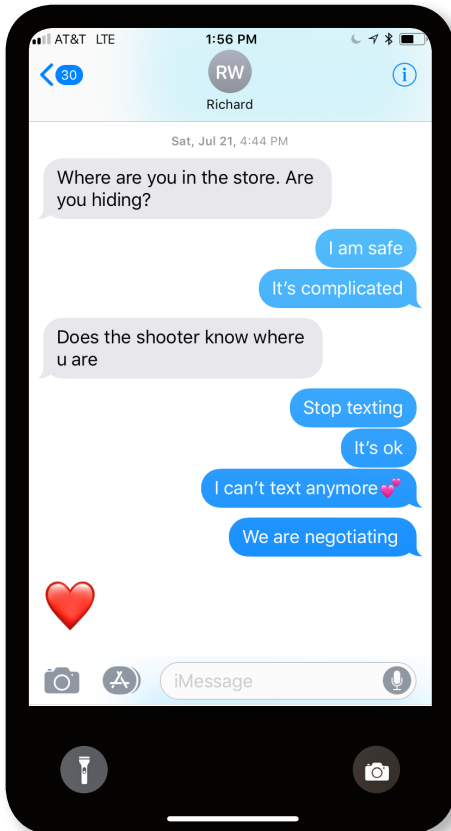 AT&T LTE 1:56 PM
30
RW
Richard
Sat, Jul 21, 4:44 PM
Where are you in the store. Are
you hiding?
I am safe
It's complicated
Does the shooter know where
u are
Stop texting
It's ok
I can't text anymore💕
We are negotiating
iMessage